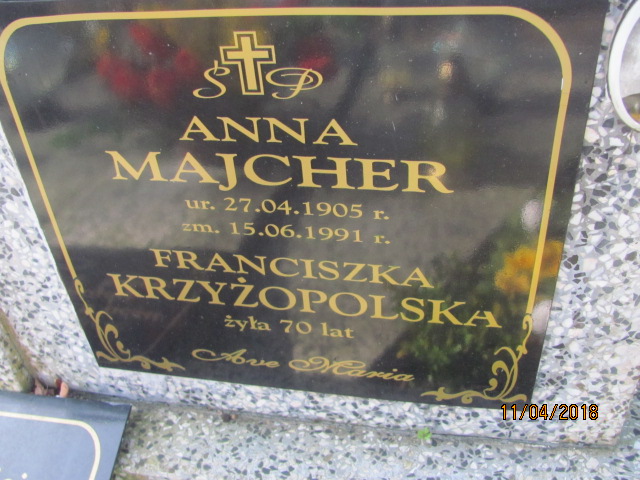 Ś P
ANNA
MAJCHER
ur. 27.04.1905 r.
zm. 15.06.1991 r.
FRANCISZKA
KRZYŻOPOLSKA
żyła 70 lat
Ave Maria
11/04/2018